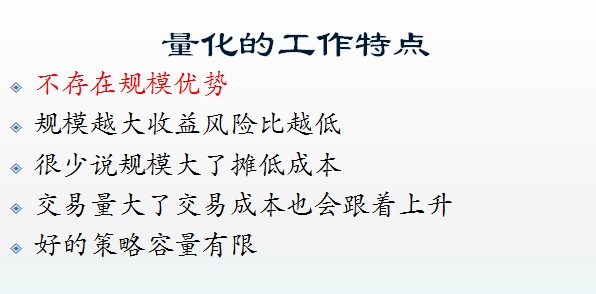 量化的工作特点
不存在规模优势
规模越大收益风险比越低
很少说规模大了摊低成本
交易量大了交易成本也会跟着上升
好的策略容量有限